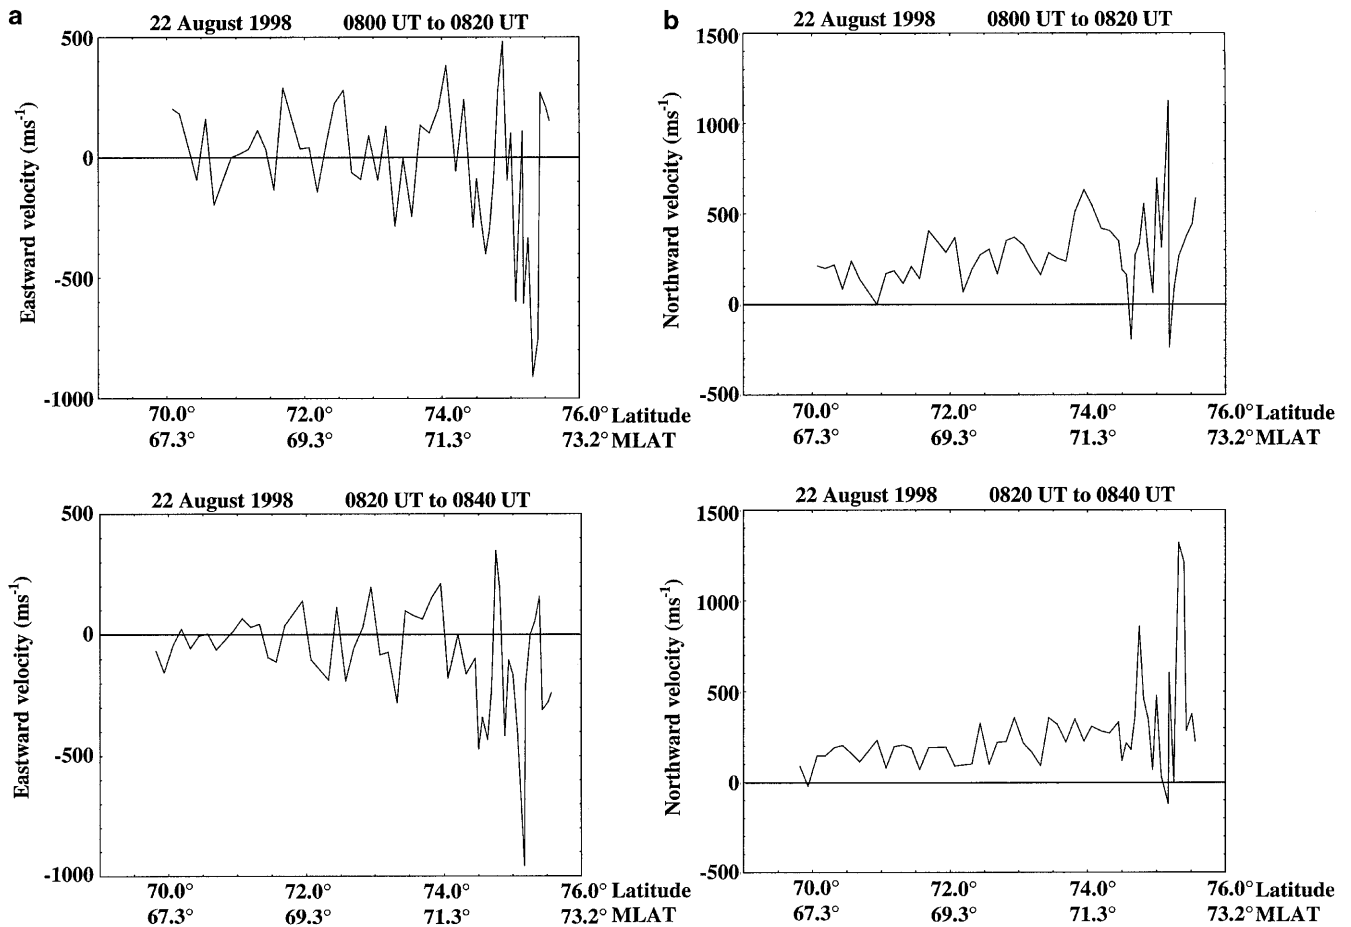 a
22 August 1998 0800 UT to 0820 UT
500
0
-500
-1000
Eastward velocity (ms-1)
70.0° 72.0° 74.0° 76.0° Latitude
67.3° 69.3° 71.3° 73.2° MLAT
b
22 August 1998 0800 UT to 0820 UT
1500
1000
500
0
-500
Northward velocity (ms-1)
70.0° 72.0° 74.0° 76.0° Latitude
67.3° 69.3° 71.3° 73.2° MLAT
22 August 1998 0820 UT to 0840 UT
500
0
-500
-1000
Eastward velocity (ms-1)
70.0° 72.0° 74.0° 76.0° Latitude
67.3° 69.3° 71.3° 73.2° MLAT
22 August 1998 0820 UT to 0840 UT
1500
1000
500
0
-500
Northward velocity (ms-1)
70.0° 72.0° 74.0° 76.0° Latitude
67.3° 69.3° 71.3° 73.2° MLAT